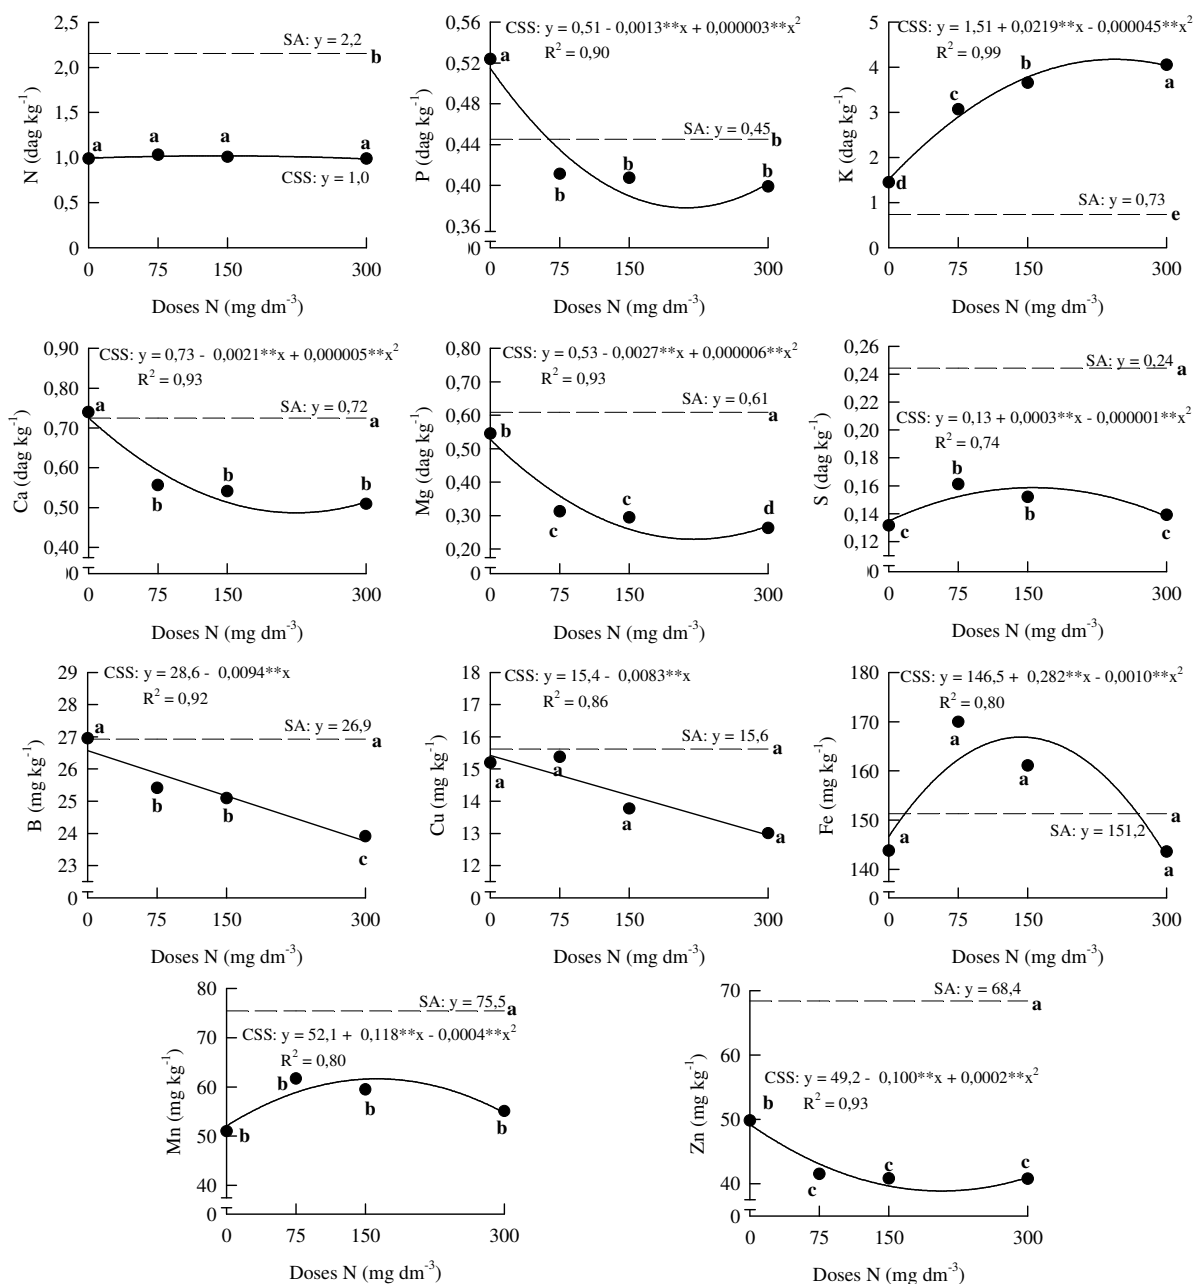 2,5
2,0
1,5
1,0
0,5
0
N (dag kg⁻¹)
SA: y = 2,2
b
a
a
a
a
CSS: y = 1,0
0
75
150
300
Doses N (mg dm⁻³)
0,56
0,52
0,48
0,44
0,40
0,36
00
P (dag kg⁻¹)
CSS: y = 0,51 - 0,0013**x + 0,000003**x²
R² = 0,90
a
SA: y = 0,45
b
b
b
b
0
75
150
300
Doses N (mg dm⁻³)
5
4
3
2
1
0
K (dag kg⁻¹)
CSS: y = 1,51 + 0,0219**x - 0,000045**x²
R² = 0,99
b
c
a
d
SA: y = 0,73
e
0
75
150
300
Doses N (mg dm⁻³)
0,90
0,80
0,70
0,60
0,50
0,40
00
Ca (dag kg⁻¹)
CSS: y = 0,73 - 0,0021**x + 0,000005**x²
R² = 0,93
a
SA: y = 0,72
a
b
b
b
0
75
150
300
Doses N (mg dm⁻³)
0,80
0,70
0,60
0,50
0,40
0,30
0,20
0
Mg (dag kg⁻¹)
CSS: y = 0,53 - 0,0027**x + 0,000006**x²
R² = 0,93
SA: y = 0,61
a
b
c
c
d
0
75
150
300
Doses N (mg dm⁻³)
0,26
0,24
0,22
0,20
0,18
0,16
0,14
0,12
00
S (dag kg⁻¹)
SA: y = 0,24
a
CSS: y = 0,13 + 0,0003**x - 0,000001**x²
R² = 0,74
b
b
c
c
0
75
150
300
Doses N (mg dm⁻³)
29
28
27
26
25
24
23
0
B (mg kg⁻¹)
CSS: y = 28,6 - 0,0094**x
R² = 0,92
a
SA: y = 26,9
a
b
b
c
0
75
150
300
Doses N (mg dm⁻³)
18
17
16
15
14
13
12
0
Cu (mg kg⁻¹)
CSS: y = 15,4 - 0,0083**x
R² = 0,86
SA: y = 15,6
a
a
a
a
a
0
75
150
300
Doses N (mg dm⁻³)
180
170
160
150
140
0
Fe (mg kg⁻¹)
CSS: y = 146,5 + 0,282**x - 0,0010**x²
R² = 0,80
a
a
a
SA: y = 151,2
a
a
0
75
150
300
Doses N (mg dm⁻³)
80
70
60
50
40
0
Mn (mg kg⁻¹)
SA: y = 75,5
a
CSS: y = 52,1 + 0,118**x - 0,0004**x²
R² = 0,80
b
b
b
b
0
75
150
300
Doses N (mg dm⁻³)
70
60
50
40
0
Zn (mg kg⁻¹)
SA: y = 68,4
a
CSS: y = 49,2 - 0,100**x + 0,0002**x²
R² = 0,93
b
c
c
c
0
75
150
300
Doses N (mg dm⁻³)